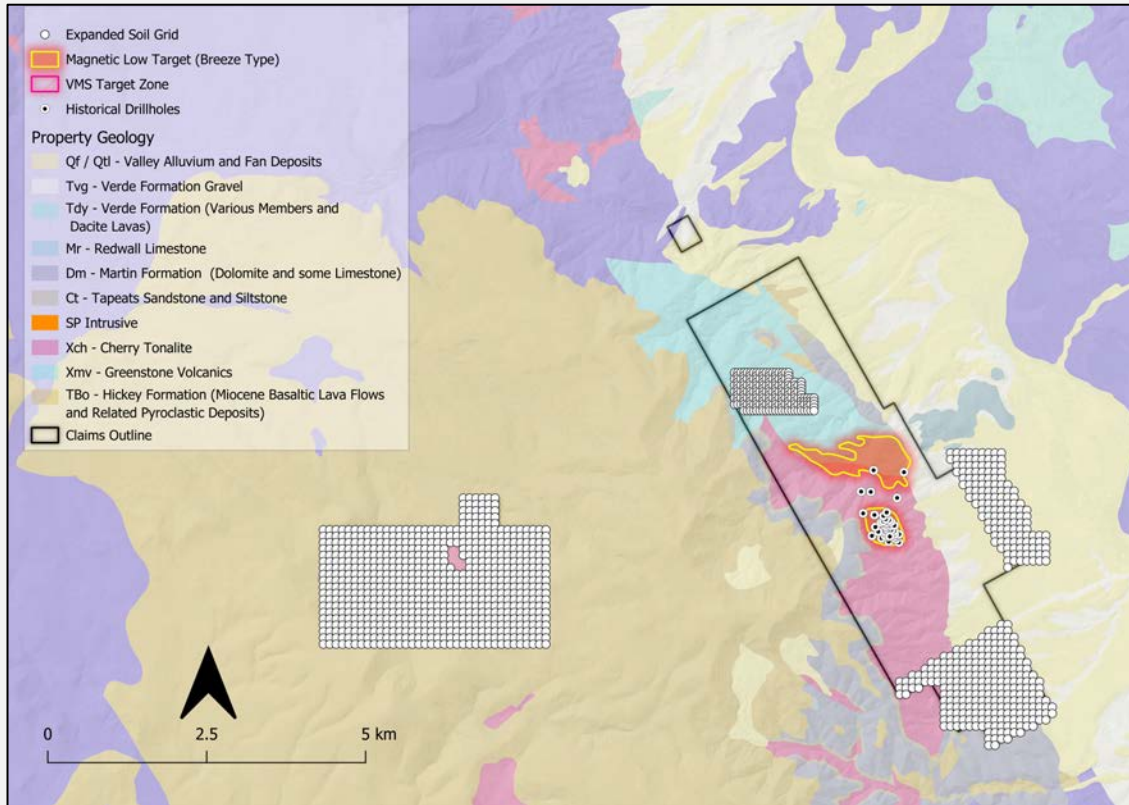 Expanded Soil Grid
Magnetic Low Target (Breeze Type)
VMS Target Zone
Historical Drillholes
Property Geology
Qf / Qtl - Valley Alluvium and Fan Deposits
Tvg - Verde Formation Gravel
Tdy - Verde Formation (Various Members and
Dacite Lavas)
Mr - Redwall Limestone
Dm - Martin Formation (Dolomite and some Limestone)
Ct - Tapeats Sandstone and Siltstone
SP Intrusive
Xch - Cherry Tonalite
Xmv - Greenstone Volcanics
TBo - Hickey Formation (Miocene Basaltic Lava Flows
and Related Pyroclastic Deposits)
Claims Outline
0 2.5 5 km